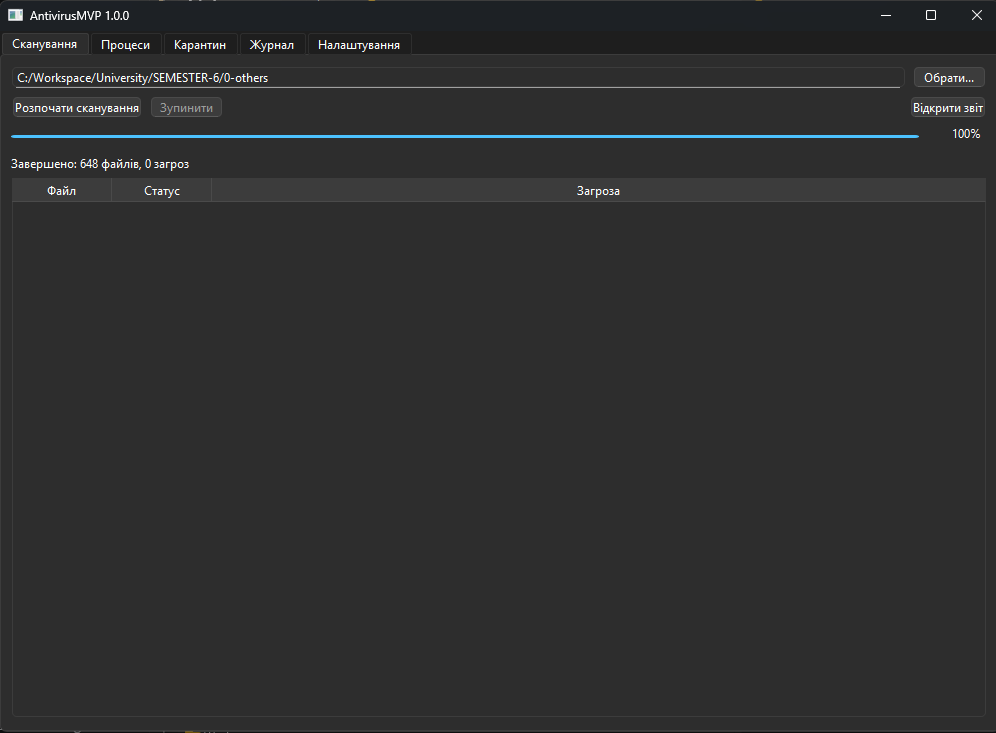 AntivirusMVP 1.0.0
Сканування Процеси Карантин Журнал Налаштування
C:/Workspace/University/SEMESTER-6/0-others Обрати...
Розпочати сканування Зупинити Відкрити звіт
100%
Завершено: 648 файлів, 0 загроз
Файл Статус Загроза